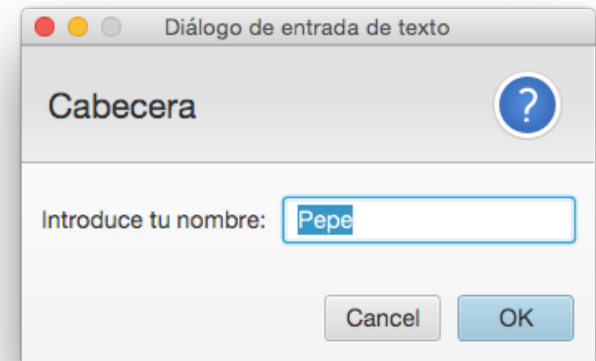 Diálogo de entrada de texto
Cabecera
?
Introduce tu nombre: Pepe
Cancel OK